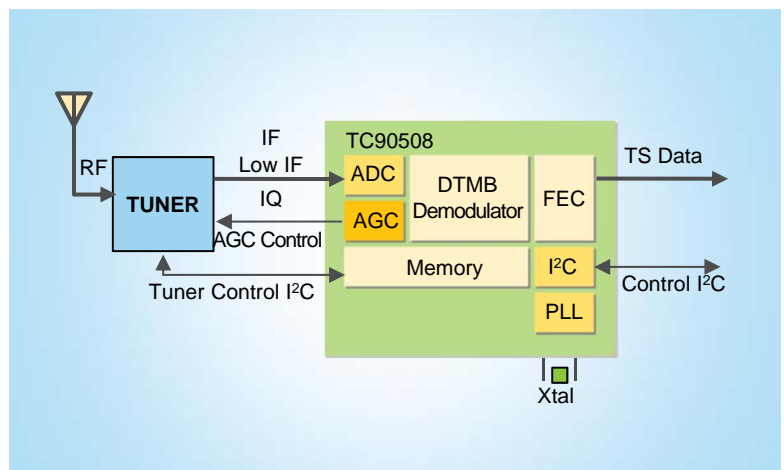 IF
TC90508
RF
Low IF
ADC
DTMB
Demodulator
FEC
TS Data
TUNER
IQ
AGC
AGC Control
Memory
I²C
Tuner Control I²C
Control I²C
PLL
Xtal